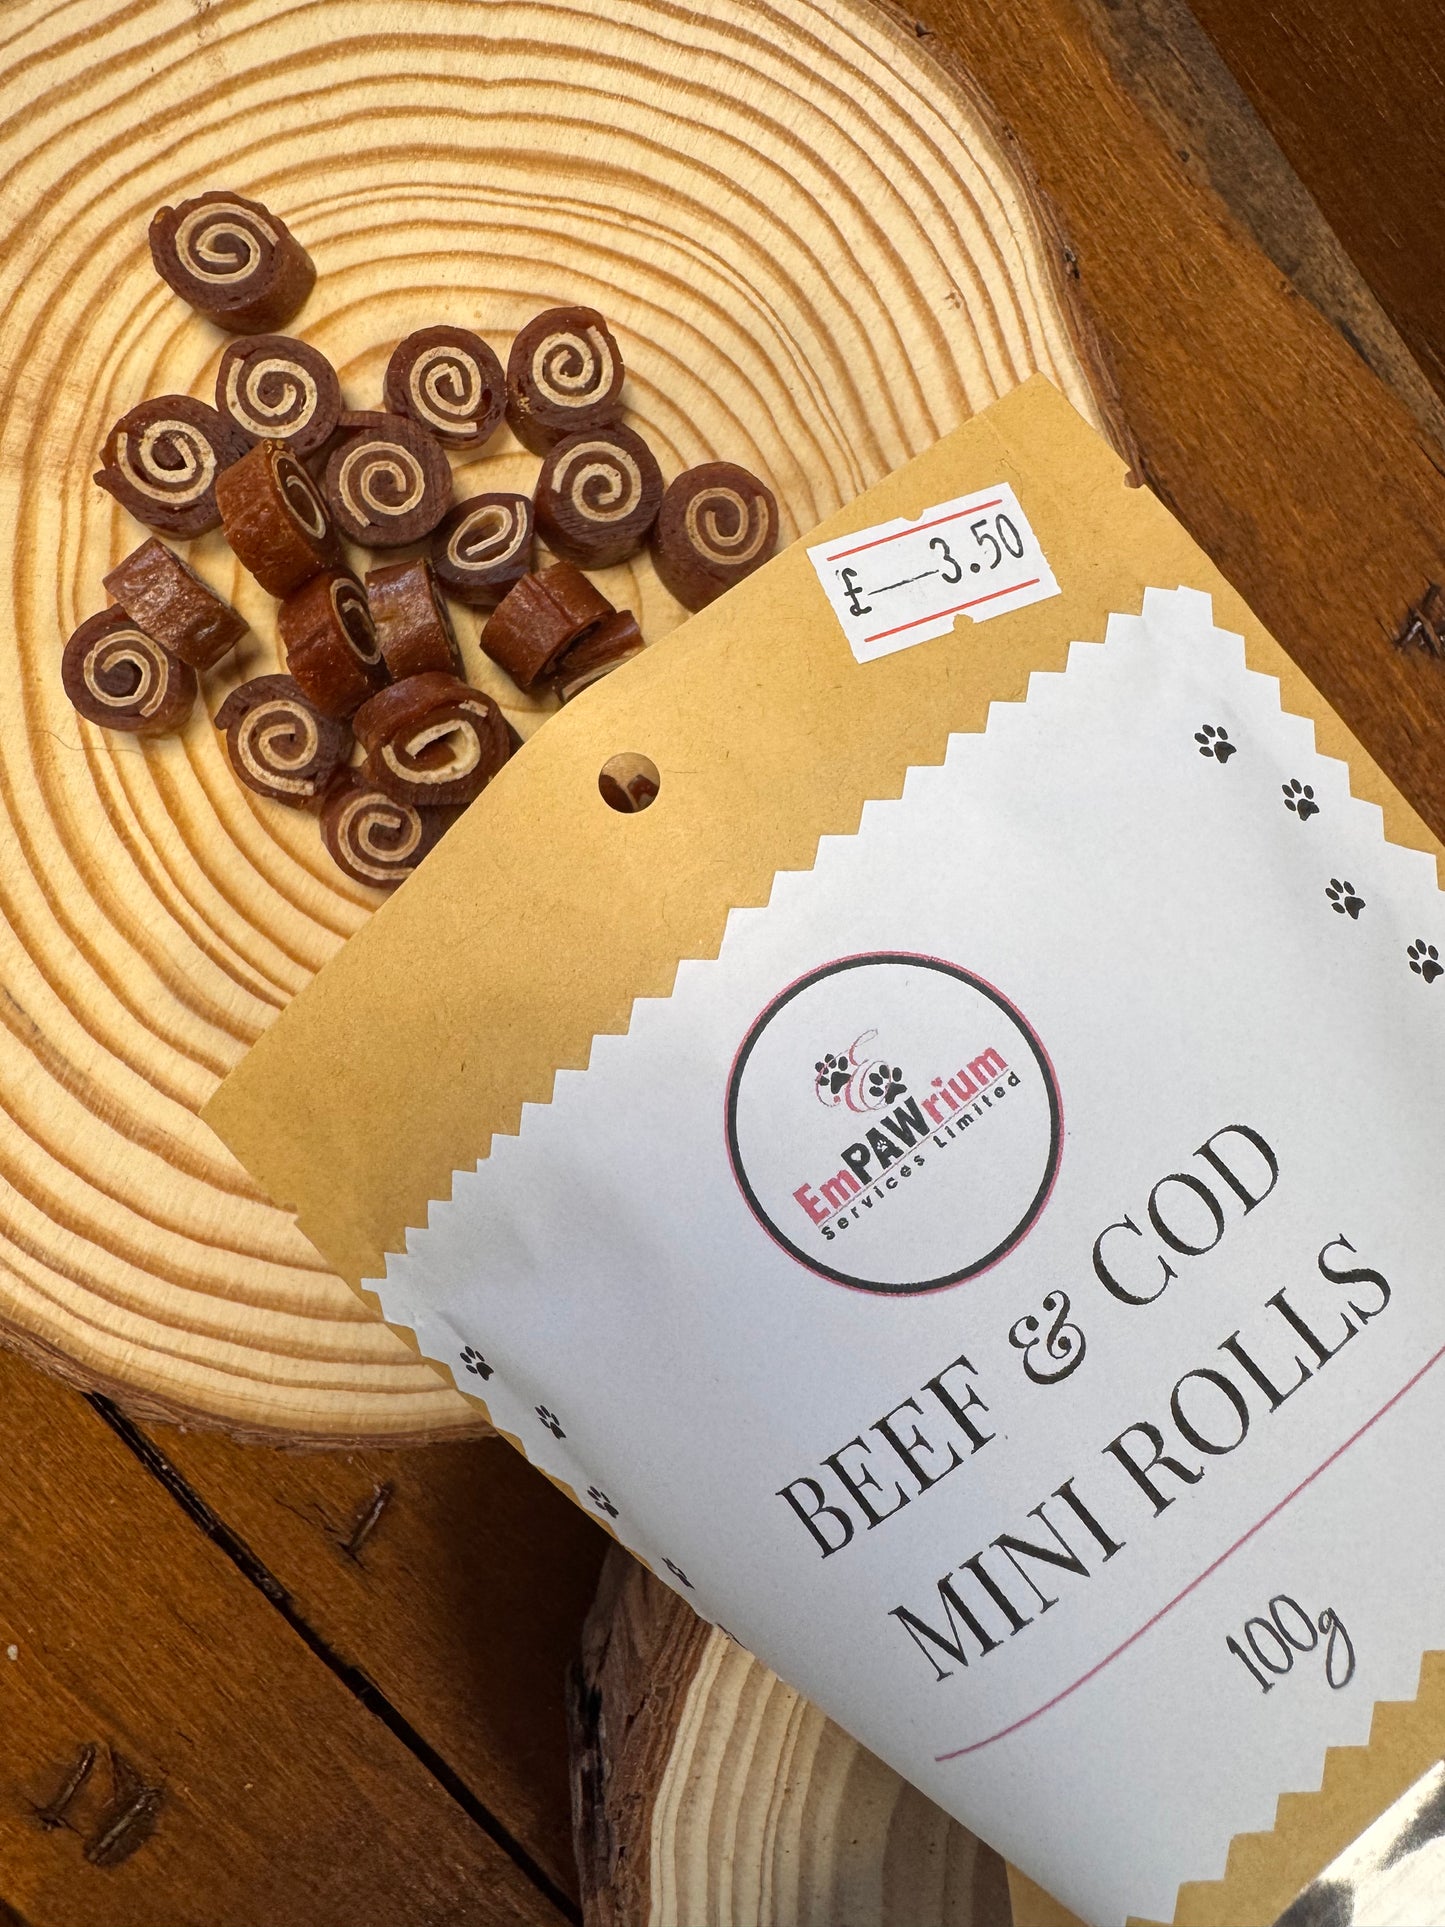 £ 3.50
EmPAWrium
Services Limited
BEEF & COD
MINI ROLLS
100g